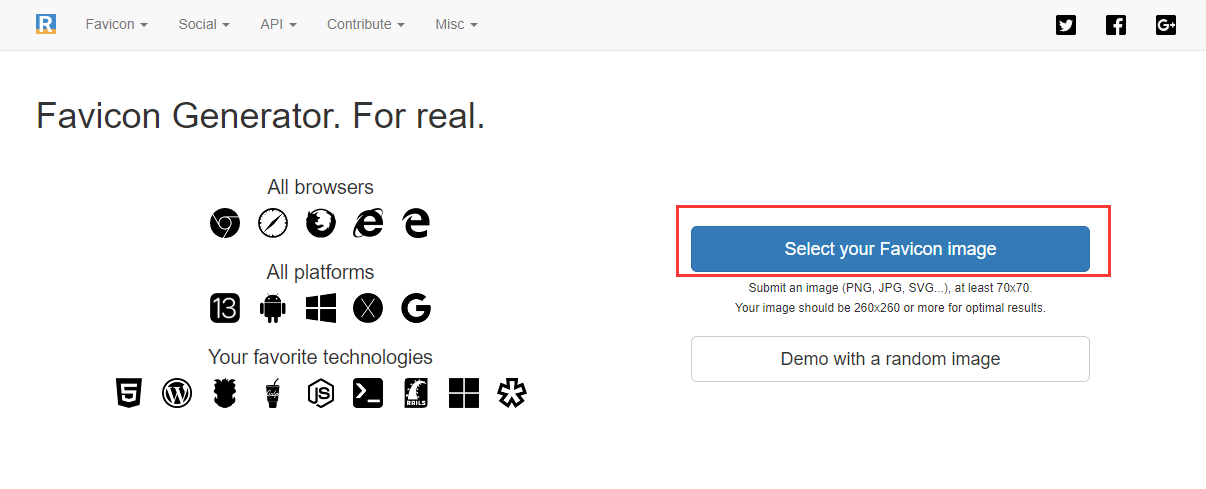 R
Favicon Social API Contribute Misc
Favicon Generator. For real.
All browsers
All platforms
13
X
G
Your favorite technologies
5
W
Gulp
JS
RAILS
Select your Favicon image
Submit an image (PNG, JPG, SVG...), at least 70x70.
Your image should be 260x260 or more for optimal results.
Demo with a random image